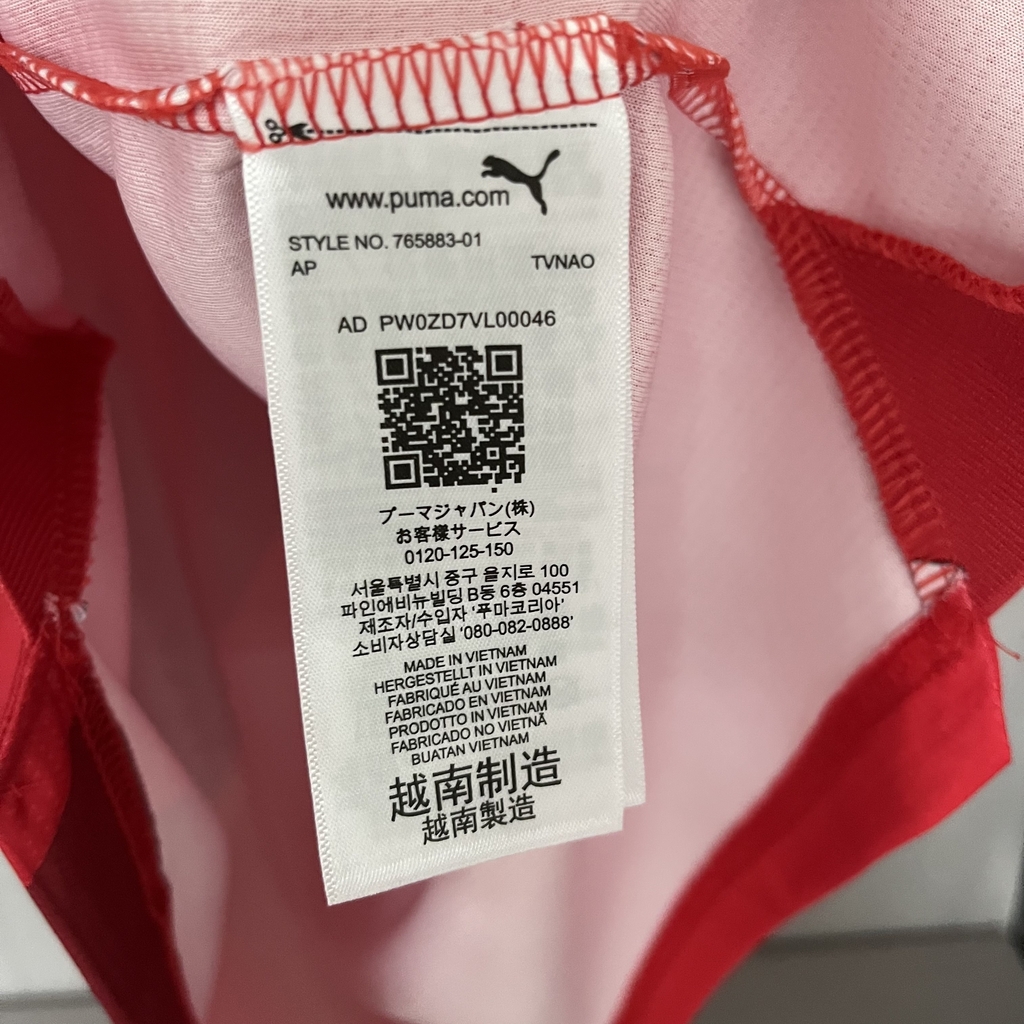 www.puma.com
STYLE NO. 765883-01
AP TVNAO
AD PW0ZD7VL00046
プーマジャパン(株)
お客様サービス
0120-125-150
서울특별시 중구 을지로 100
파인애비뉴빌딩 B동 6층 04551
제조자/수입자 '푸마코리아'
소비자상담실 '080-082-0888'
MADE IN VIETNAM
HERGESTELLT IN VIETNAM
FABRIQUÉ AU VIETNAM
FABRICADO EN VIETNAM
PRODOTTO IN VIETNAM
FABRICADO NO VIETNÃ
BUATAN VIETNAM
越南制造
越南製造